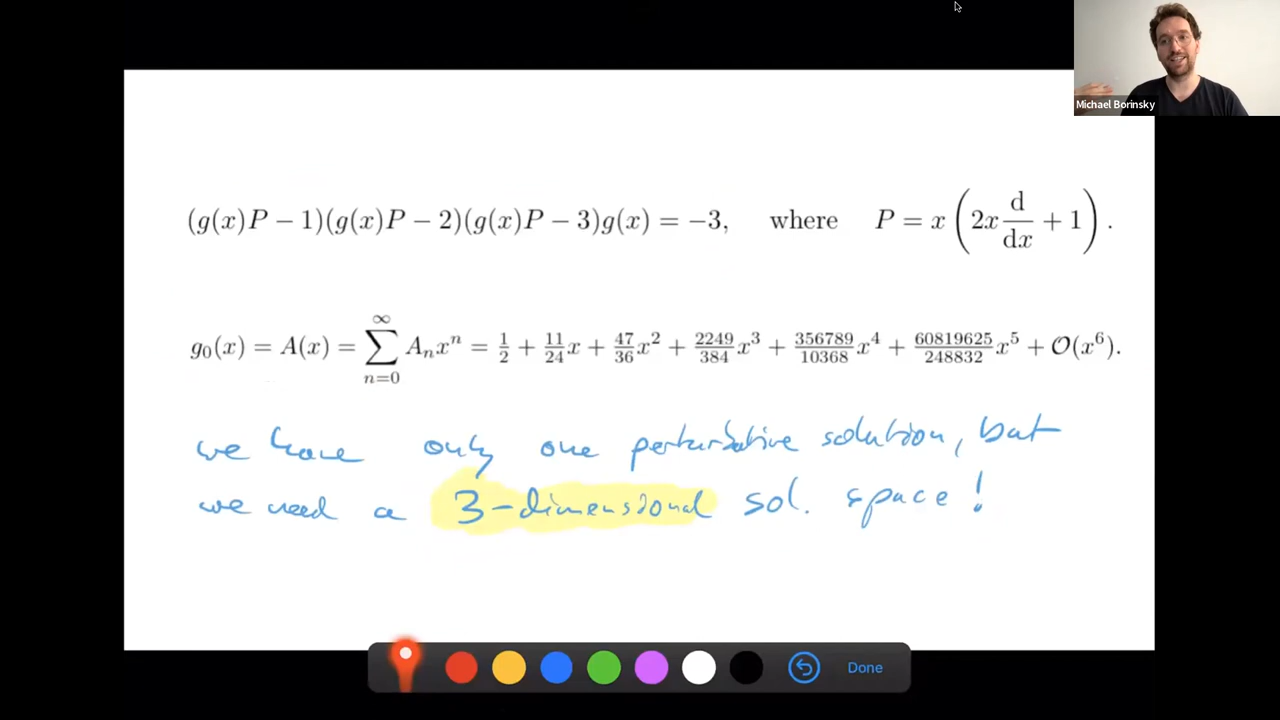 Michael Borinsky
(g(x)P − 1)(g(x)P − 2)(g(x)P − 3)g(x) = −3, where P = x(2x d/dx + 1).
g₀(x) = A(x) = ∑_{n=0}^{∞} Aₙxⁿ = 1/2 + 11/24 x + 47/36 x² + 2249/384 x³ + 356789/10368 x⁴ + 60819625/248832 x⁵ + 𝒪(x⁶).
we have only one perturbative solution, but
we need a 3-dimensional sol. space!
Done